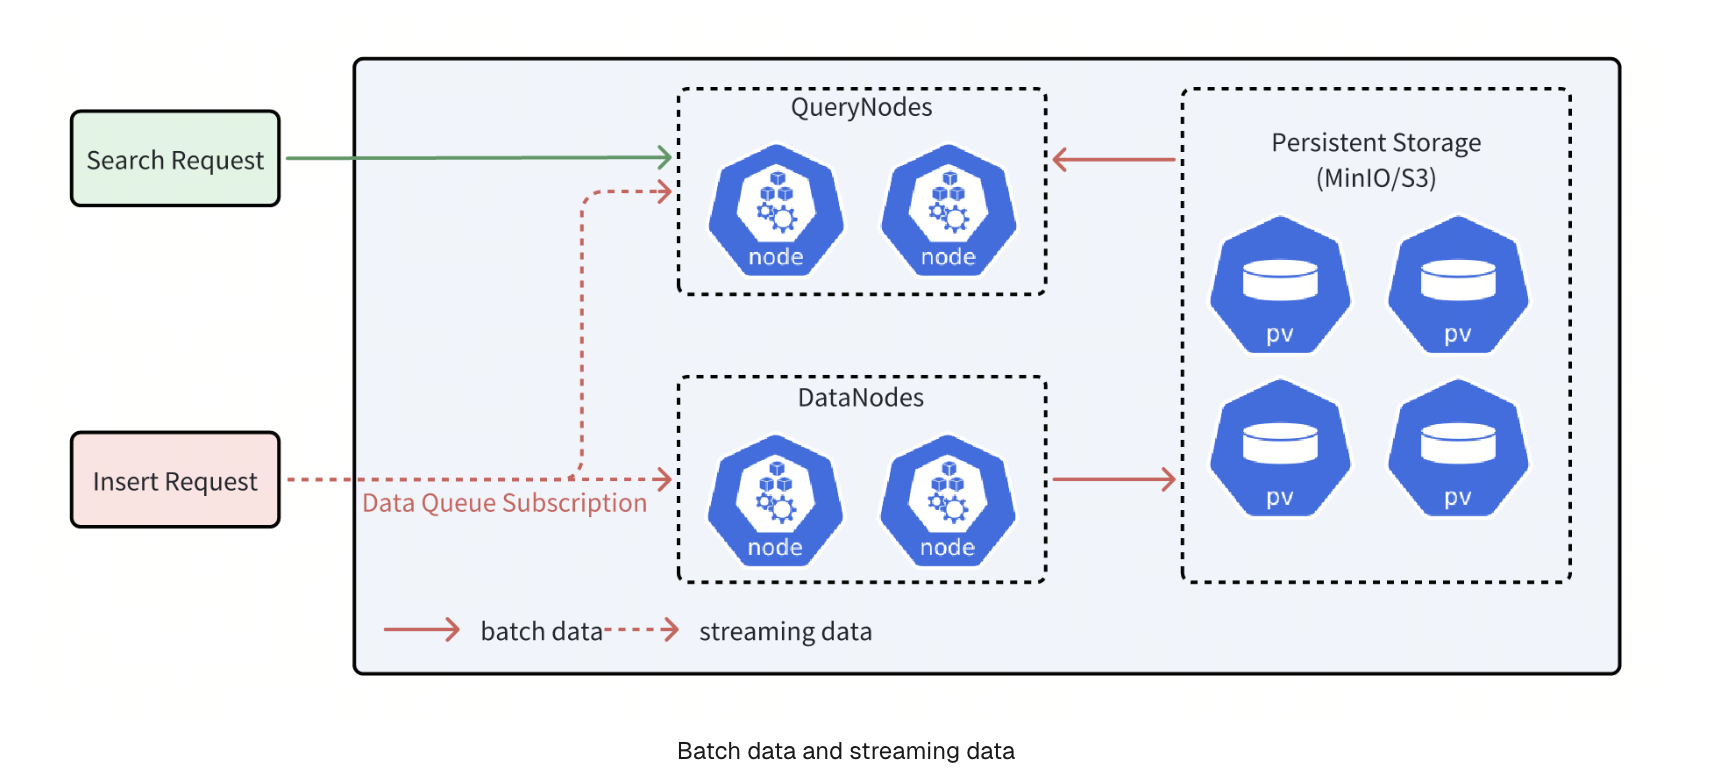 QueryNodes
Search Request
Persistent Storage
(MinIO/S3)
node
node
pv
pv
DataNodes
Insert Request
Data Queue Subscription
node
node
pv
pv
batch data
streaming data
Batch data and streaming data